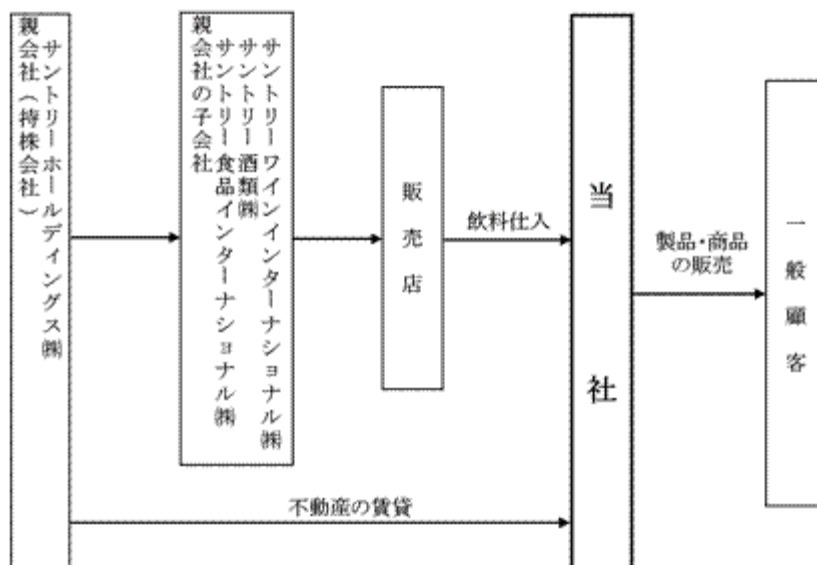 親会社(持株会社)
サントリーホールディングス㈱
親会社の子会社
サントリー食品インターナショナル㈱
サントリー酒類㈱
サントリーワインインターナショナル㈱
販売店
飲料仕入
当社
製品・商品
の販売
一般顧客
不動産の賃貸